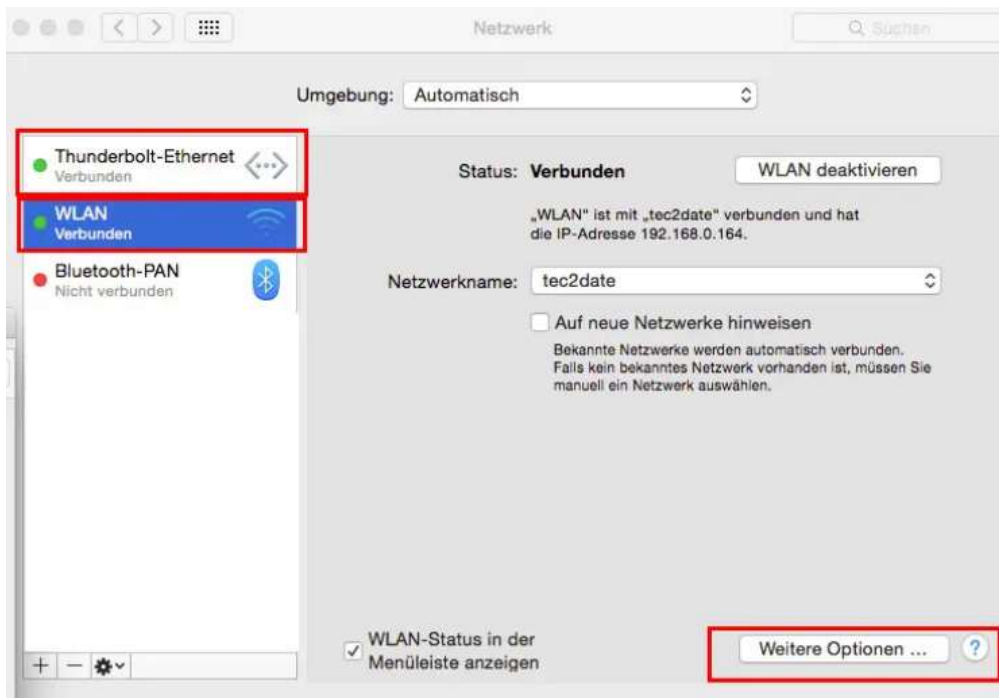 Netzwerk
Suchen
Umgebung: Automatisch
Thunderbolt-Ethernet
Verbunden
WLAN
Verbunden
Bluetooth-PAN
Nicht verbunden
Status: Verbunden
WLAN deaktivieren
„WLAN“ ist mit „tec2date“ verbunden und hat
die IP-Adresse 192.168.0.164.
Netzwerkname: tec2date
Auf neue Netzwerke hinweisen
Bekannte Netzwerke werden automatisch verbunden.
Falls kein bekanntes Netzwerk vorhanden ist, müssen Sie
manuell ein Netzwerk auswählen.
WLAN-Status in der
Menüleiste anzeigen
Weitere Optionen ... ?